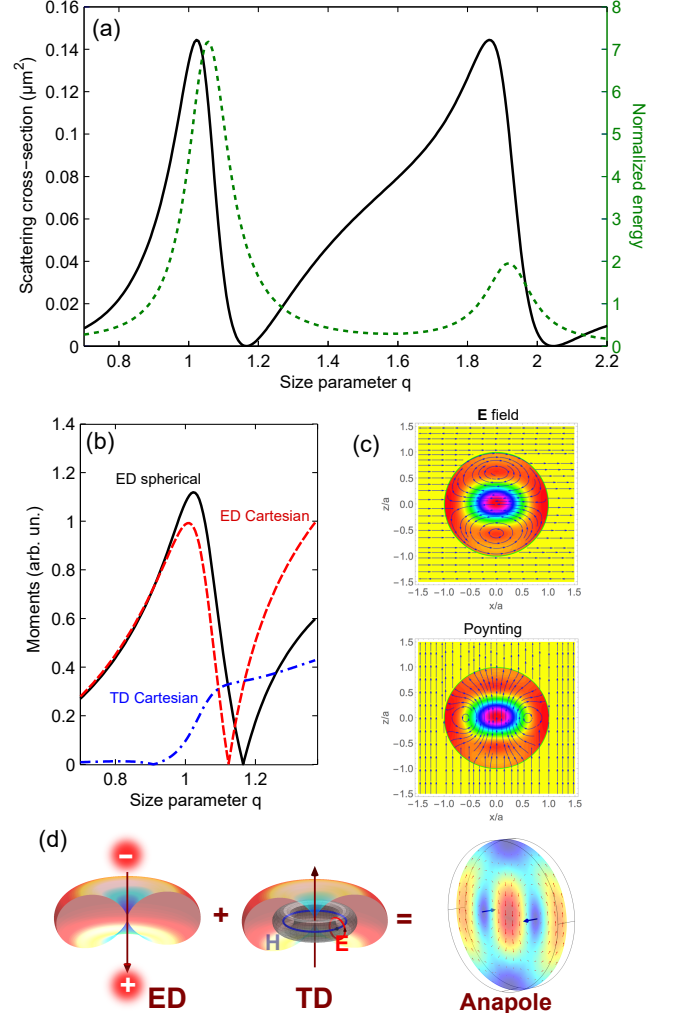 (a)
Scattering cross-section (µm²)
0.16
0.14
0.12
0.1
0.08
0.06
0.04
0.02
0
8
7
6
5
4
3
2
1
0
Normalized energy
0.8 1 1.2 1.4 1.6 1.8 2 2.2
Size parameter q
(b)
Moments (arb. un.)
1.4
1.2
1.0
0.8
0.6
0.4
0.2
0
ED spherical
ED Cartesian
TD Cartesian
0.8 1 1.2
Size parameter q
(c)
E field
z/a
1.5
1.0
0.5
0.0
−0.5
−1.0
−1.5
−1.5 −1.0 −0.5 0.0 0.5 1.0 1.5
x/a
Poynting
z/a
1.5
1.0
0.5
0.0
−0.5
−1.0
−1.5
−1.5 −1.0 −0.5 0.0 0.5 1.0 1.5
x/a
(d)
−
+
ED
+
H
E
TD
=
Anapole